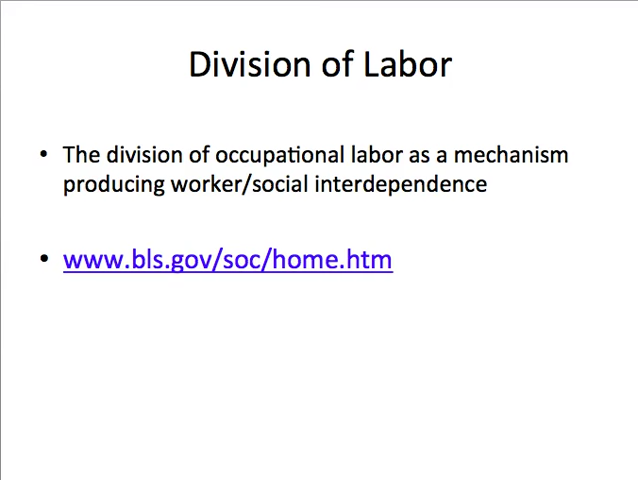 Division of Labor
• The division of occupational labor as a mechanism
producing worker/social interdependence
• www.bls.gov/soc/home.htm